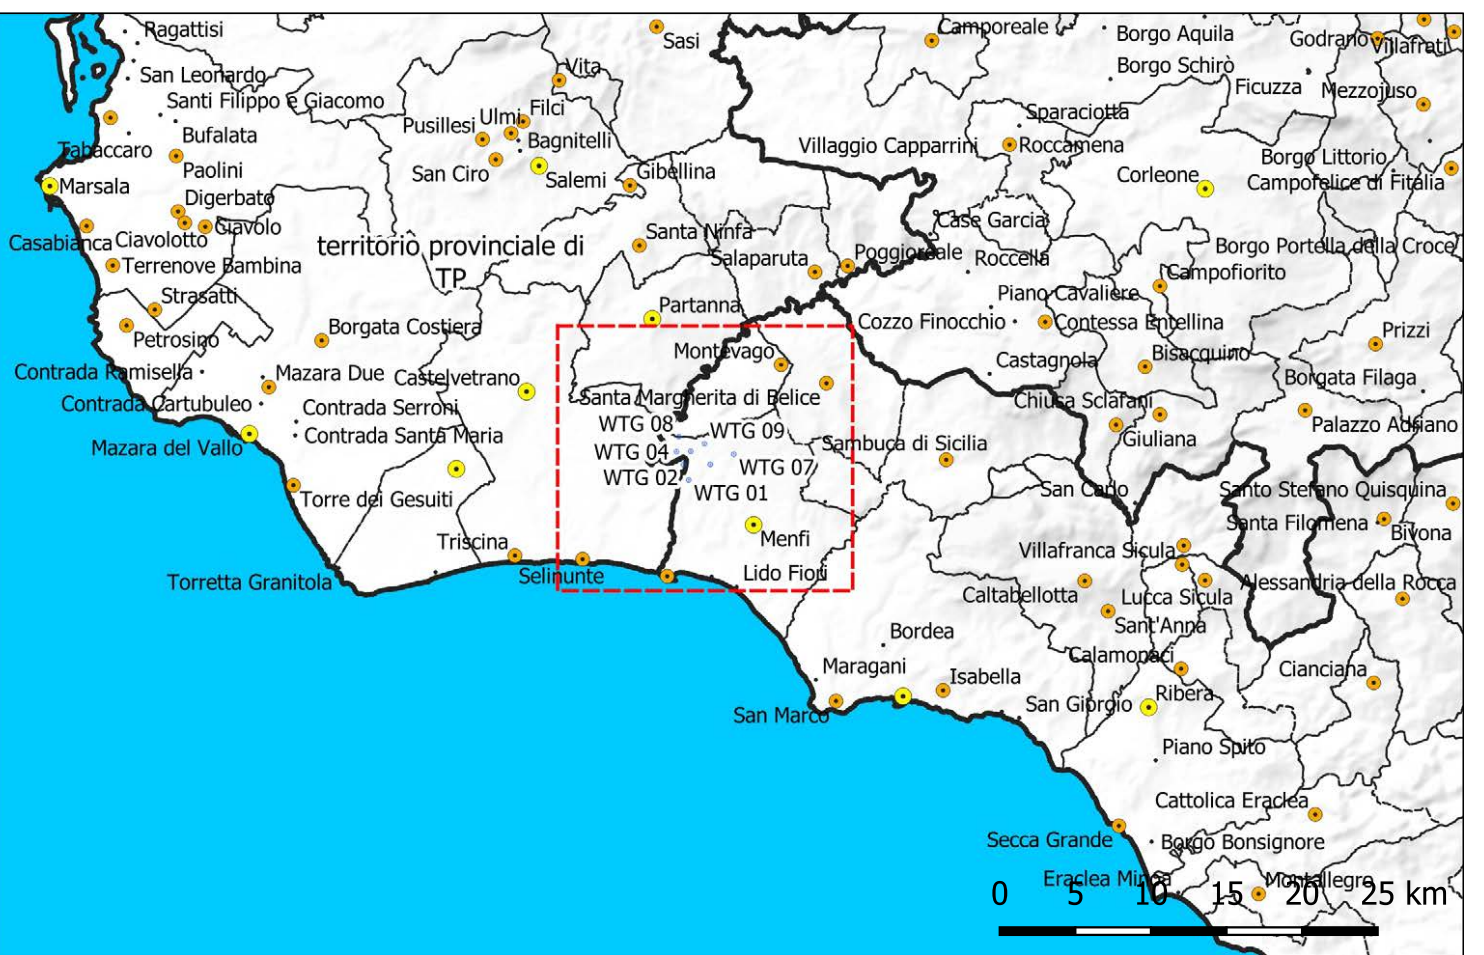 Ragattisi
Sasi
Camporeale
Borgo Aquila
Godrano
Villafrati
San Leonardo
Vita
Borgo Schirò
Ficuzza
Mezzojuso
Santi Filippo e Giacomo
Pusillesi
Ulmi
Filci
Sparaciotta
Bufalata
Bagnitelli
Villaggio Capparrini
Roccamena
Tabaccaro
Paolini
San Ciro
Salemi
Gibellina
Corleone
Borgo Littorio
Campofelice di Fitalia
Marsala
Digerbato
Case Garcia
Casabianca
Ciavolotto
Ciavolo
territorio provinciale di
TP
Santa Ninfa
Salaparuta
Poggioreale
Roccella
Borgo Portella della Croce
Terrenove Bambina
Campofiorito
Strasatti
Partanna
Piano Cavaliere
Petrosino
Borgata Costiera
Cozzo Finocchio
Contessa Entellina
Prizzi
Montevago
Castagnola
Bisacquino
Contrada Ramisella
Mazara Due
Castelvetrano
Borgata Filaga
Contrada Cartubuleo
Contrada Serroni
Santa Margherita di Belice
Chiusa Sclafani
Mazara del Vallo
Contrada Santa Maria
WTG 08
WTG 09
Sambuca di Sicilia
Giuliana
Palazzo Adriano
WTG 04
WTG 07
WTG 02
WTG 01
Torre dei Gesuiti
San Carlo
Santo Stefano Quisquina
Santa Filomena
Bivona
Triscina
Menfi
Villafranca Sicula
Torretta Granitola
Selinunte
Lido Fiori
Caltabellotta
Lucca Sicula
Alessandria della Rocca
Bordea
Sant'Anna
Maragani
Isabella
Calamonaci
Cianciana
San Marco
San Giorgio
Ribera
Piano Spito
Cattolica Eraclea
Secca Grande
Borgo Bonsignore
Eraclea Minoa
Montallegro
0 5 10 15 20 25 km